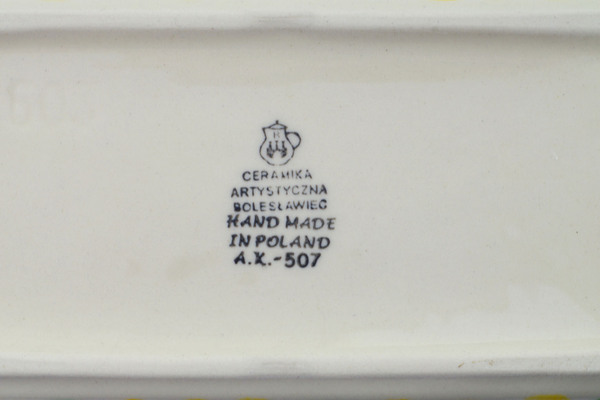 CERAMIKA
ARTYSTYCZNA
BOLESŁAWIEC
HAND MADE
IN POLAND
A.K.-507